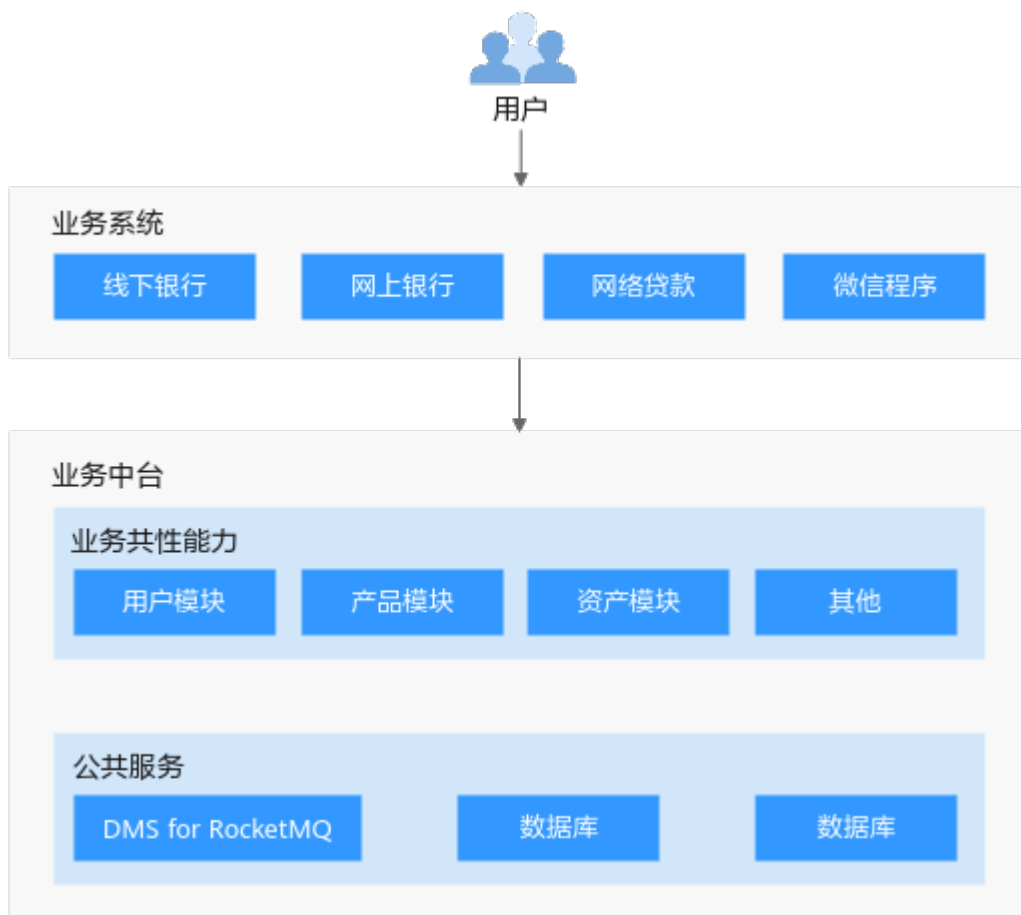 用户
业务系统
线下银行 网上银行 网络贷款 微信程序
业务中台
业务共性能力
用户模块 产品模块 资产模块 其他
公共服务
DMS for RocketMQ 数据库 数据库